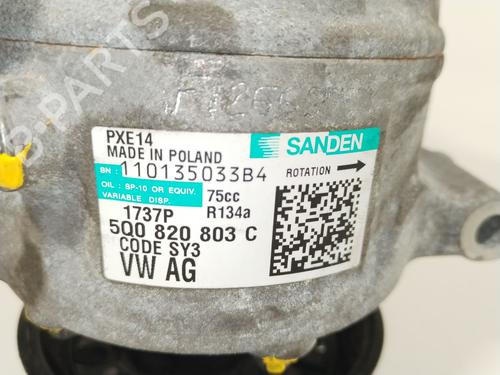 PXE14
MADE IN POLAND
SANDEN
SN: 110135033B4
ROTATION
OIL: SP-10 OR EQUIV.
VARIABLE DISP.
75cc
1737P
R134a
5Q0 820 803 C
CODE SY3
VW AG